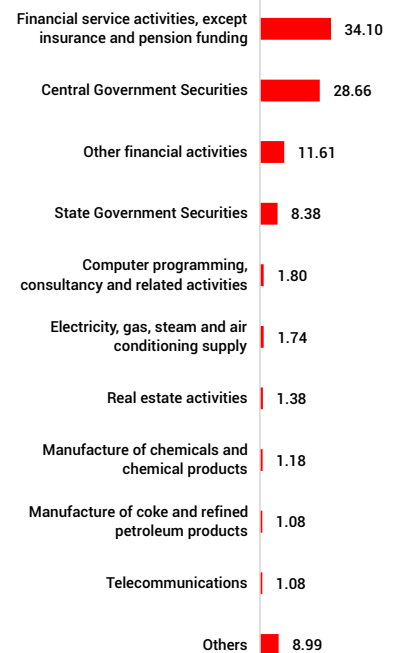 Financial service activities, except
insurance and pension funding
34.10
Central Government Securities
28.66
Other financial activities
11.61
State Government Securities
8.38
Computer programming,
consultancy and related activities
1.80
Electricity, gas, steam and air
conditioning supply
1.74
Real estate activities
1.38
Manufacture of chemicals and
chemical products
1.18
Manufacture of coke and refined
petroleum products
1.08
Telecommunications
1.08
Others
8.99